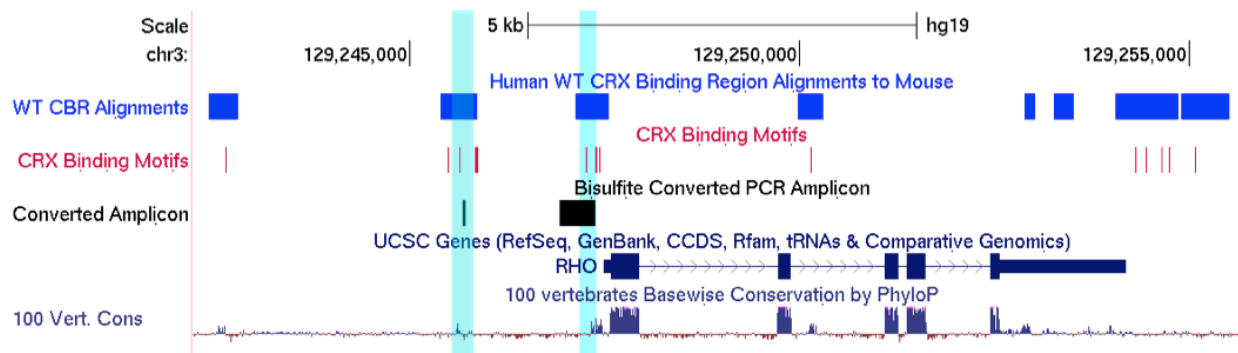 Scale 5 kb hg19
chr3: 129,245,000 129,250,000 129,255,000
Human WT CRX Binding Region Alignments to Mouse
WT CBR Alignments
CRX Binding Motifs
CRX Binding Motifs
Bisulfite Converted PCR Amplicon
Converted Amplicon
UCSC Genes (RefSeq, GenBank, CCDS, Rfam, tRNAs & Comparative Genomics)
RHO
100 vertebrates Basewise Conservation by PhyloP
100 Vert. Cons